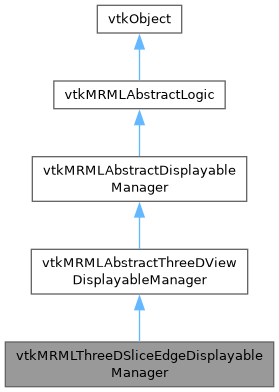 vtkObject
vtkMRMLAbstractLogic
vtkMRMLAbstractDisplayable
Manager
vtkMRMLAbstractThreeDView
DisplayableManager
vtkMRMLThreeDSliceEdgeDisplayable
Manager